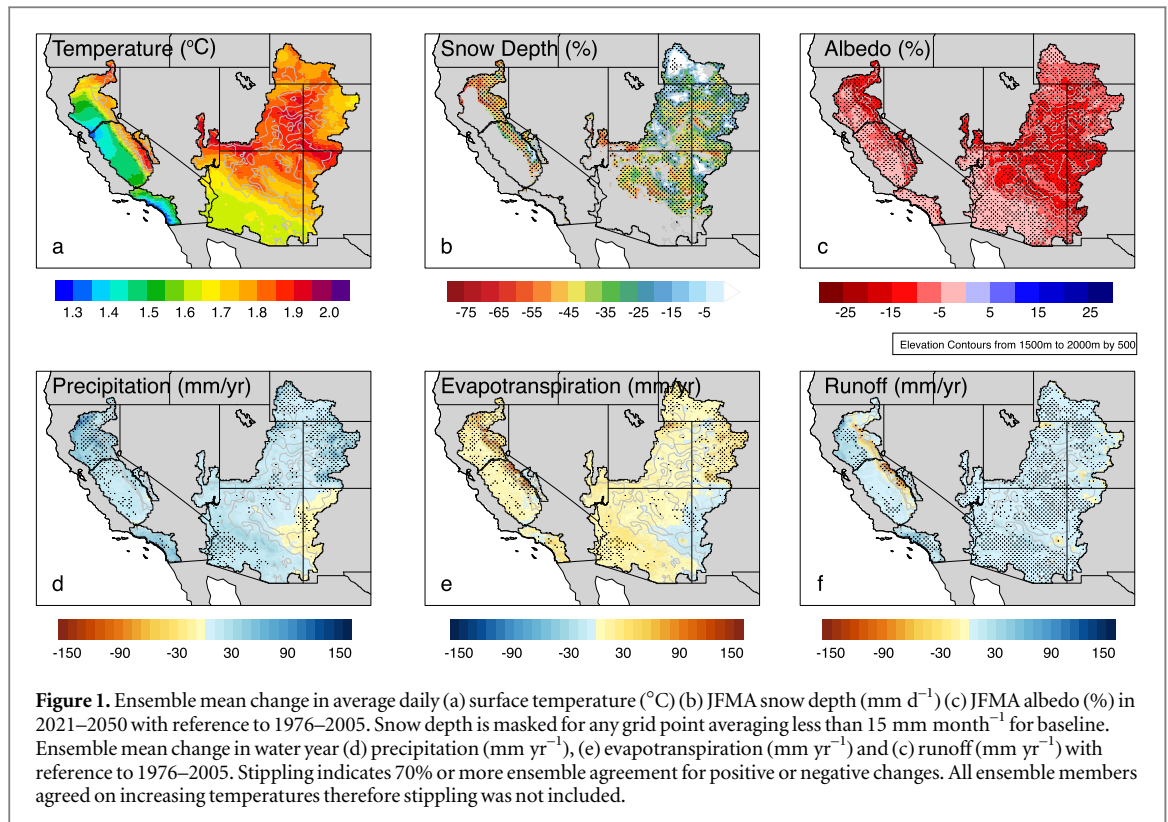 Temperature (°C)
Snow Depth (%)
Albedo (%)
a
b
c
1.3 1.4 1.5 1.6 1.7 1.8 1.9 2.0
-75 -65 -55 -45 -35 -25 -15 -5
-25 -15 -5 5 15 25
Elevation Contours from 1500m to 2000m by 500
Precipitation (mm/yr)
Evapotranspiration (mm/yr)
Runoff (mm/yr)
d
e
f
-150 -90 -30 30 90 150
-150 -90 -30 30 90 150
-150 -90 -30 30 90 150
Figure 1. Ensemble mean change in average daily (a) surface temperature (°C) (b) JFMA snow depth (mm d⁻¹) (c) JFMA albedo (%) in
2021–2050 with reference to 1976–2005. Snow depth is masked for any grid point averaging less than 15 mm month⁻¹ for baseline.
Ensemble mean change in water year (d) precipitation (mm yr⁻¹), (e) evapotranspiration (mm yr⁻¹) and (c) runoff (mm yr⁻¹) with
reference to 1976–2005. Stippling indicates 70% or more ensemble agreement for positive or negative changes. All ensemble members
agreed on increasing temperatures therefore stippling was not included.